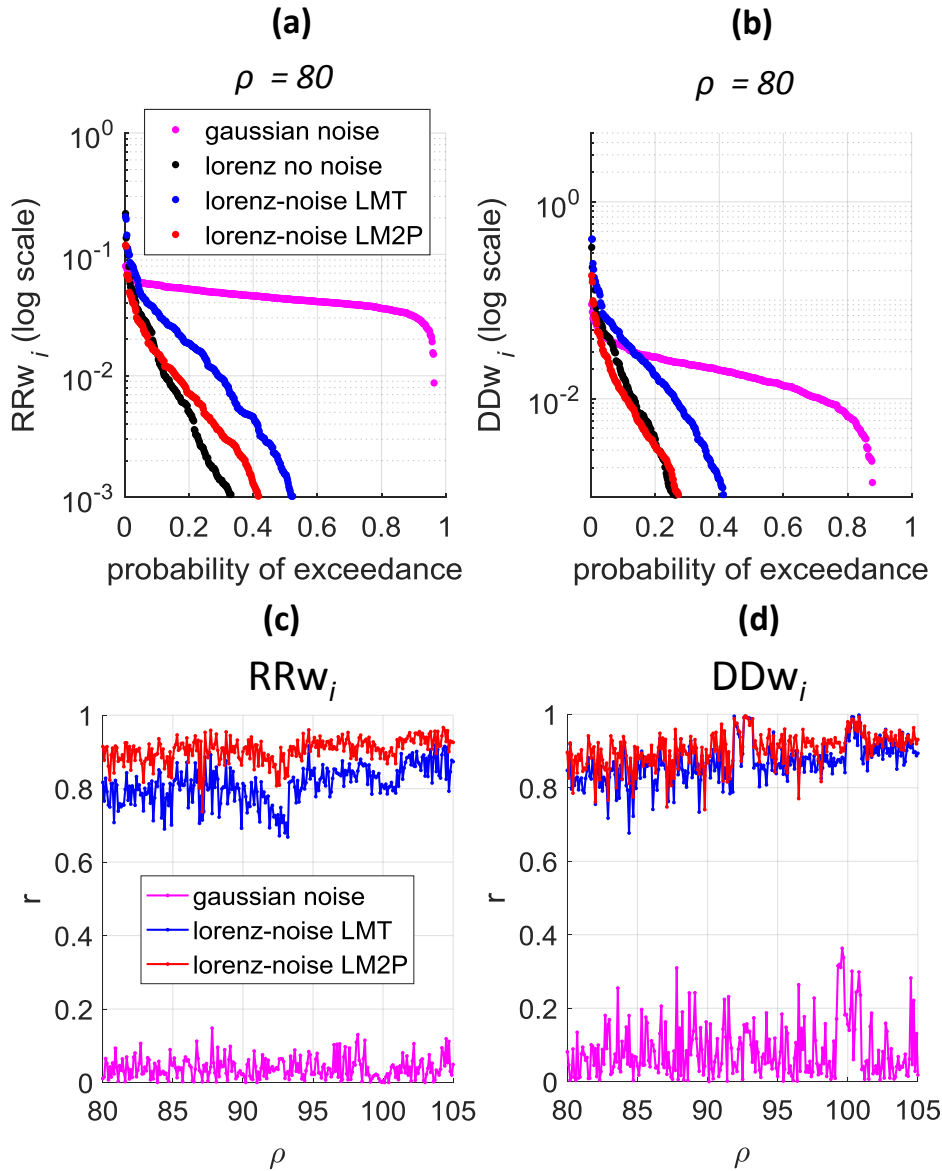 (a)
ρ = 80
RRw i (log scale)
10^0
10^-1
10^-2
10^-3
gaussian noise
lorenz no noise
lorenz-noise LMT
lorenz-noise LM2P
0 0.2 0.4 0.6 0.8 1
probability of exceedance
(b)
ρ = 80
DDw i (log scale)
10^0
10^-2
0 0.2 0.4 0.6 0.8 1
probability of exceedance
(c)
RRwi
r
1
0.8
0.6
0.4
0.2
0
gaussian noise
lorenz-noise LMT
lorenz-noise LM2P
80 85 90 95 100 105
ρ
(d)
DDwi
r
1
0.8
0.6
0.4
0.2
0
80 85 90 95 100 105
ρ